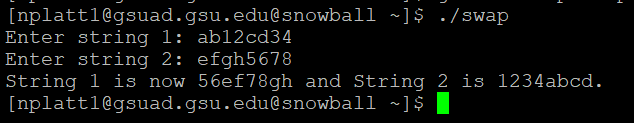 [nplatt1@gsuad.gsu.edu@snowball ~]$ ./swap
Enter string 1: ab12cd34
Enter string 2: efgh5678
String 1 is now 56ef78gh and String 2 is 1234abcd.
[nplatt1@gsuad.gsu.edu@snowball ~]$